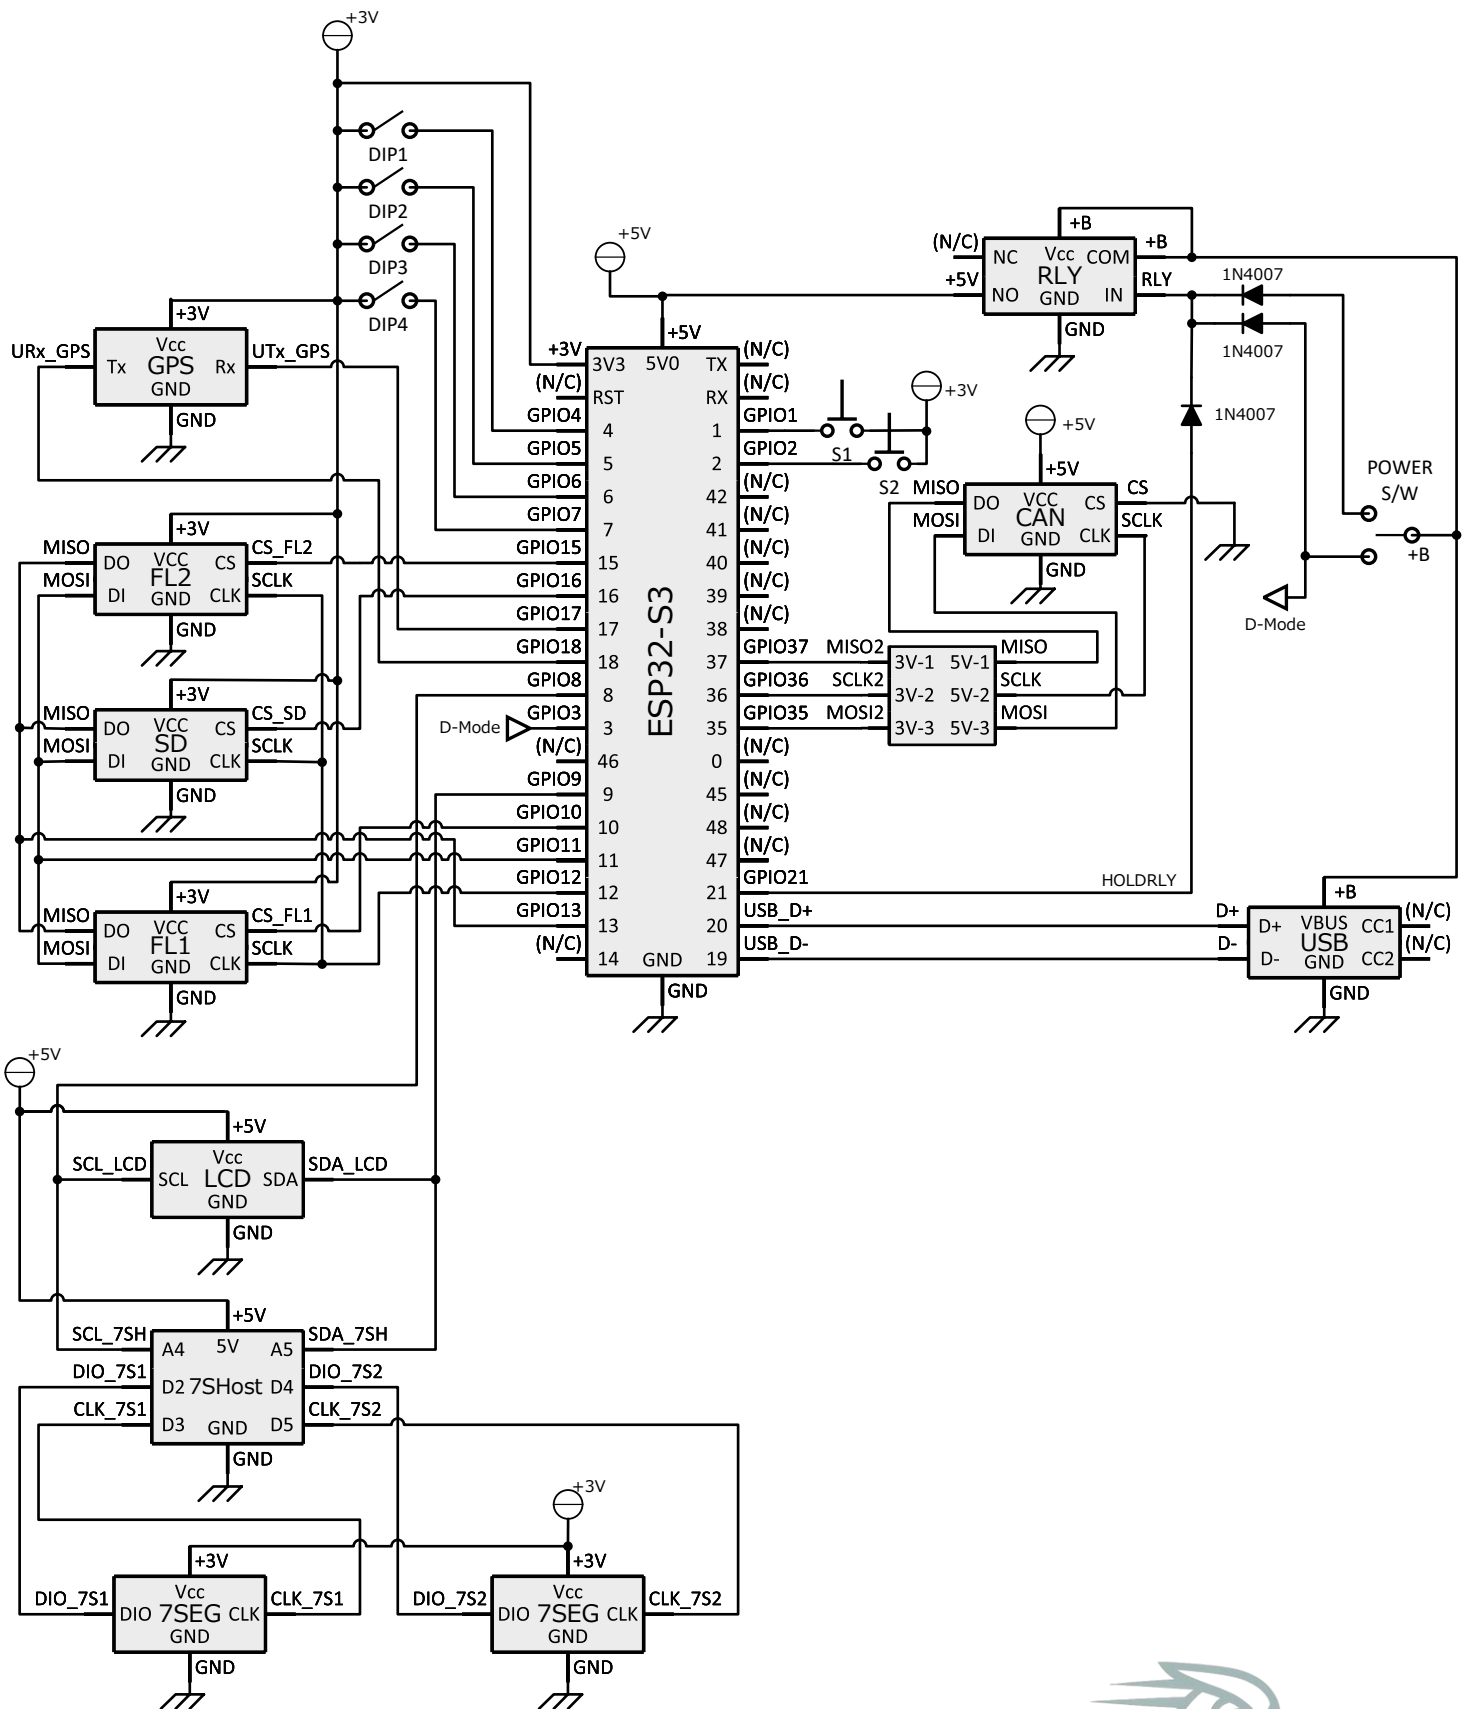 +3V
DIP1
DIP2
DIP3
DIP4
+3V
URx_GPS Tx Vcc GPS GND Rx UTx_GPS
GND
+3V
MISO DO VCC CS CS_FL2
MOSI DI FL2 GND CLK SCLK
GND
+3V
MISO DO VCC CS CS_SD
MOSI DI SD GND CLK SCLK
GND
+3V
MISO DO VCC CS CS_FL1
MOSI DI FL1 GND CLK SCLK
GND
+5V
+5V
+3V 3V3 5V0 TX (N/C)
(N/C) RST RX (N/C)
GPIO4 4 1 GPIO1
GPIO5 5 2 GPIO2
GPIO6 6 42 (N/C)
GPIO7 7 41 (N/C)
GPIO15 15 40 (N/C)
GPIO16 16 39 (N/C)
GPIO17 17 38 (N/C)
GPIO18 18 37 GPIO37
GPIO8 8 36 GPIO36
D-Mode GPIO3 3 35 GPIO35
(N/C) 46 0 (N/C)
GPIO9 9 45 (N/C)
GPIO10 10 48 (N/C)
GPIO11 11 47 (N/C)
GPIO12 12 21 GPIO21
GPIO13 13 20 USB_D+
(N/C) 14 GND 19 USB_D-
ESP32-S3
GND
S1
S2
+3V
+B
(N/C) NC Vcc COM +B
RLY
+5V NO GND IN RLY
GND
1N4007
1N4007
1N4007
POWER
S/W
+B
D-Mode
+5V
+5V
MISO DO VCC CS CS
MOSI DI CAN GND CLK SCLK
GND
MISO2 3V-1 5V-1 MISO
SCLK2 3V-2 5V-2 SCLK
MOSI2 3V-3 5V-3 MOSI
HOLDRLY
+B
D+ D+ VBUS CC1 (N/C)
USB
D- D- GND CC2 (N/C)
GND
+5V
+5V
Vcc
SCL_LCD SCL LCD SDA SDA_LCD
GND
GND
+5V
SCL_7SH A4 5V A5 SDA_7SH
DIO_7S1 D2 7SHost D4 DIO_7S2
CLK_7S1 D3 GND D5 CLK_7S2
GND
+3V
+3V
+3V
Vcc
DIO_7S1 DIO 7SEG CLK CLK_7S1
GND
GND
Vcc
DIO_7S2 DIO 7SEG CLK CLK_7S2
GND
GND